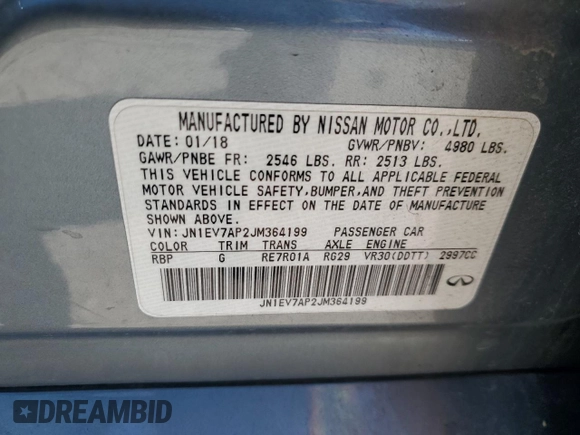 MANUFACTURED BY NISSAN MOTOR CO.,LTD.
DATE: 01/18 GVWR/PNBV: 4980 LBS.
GAWR/PNBE FR: 2546 LBS. RR: 2513 LBS.
THIS VEHICLE CONFORMS TO ALL APPLICABLE FEDERAL
MOTOR VEHICLE SAFETY,BUMPER,AND THEFT PREVENTION
STANDARDS IN EFFECT ON THE DATE OF MANUFACTURE
SHOWN ABOVE.
VIN: JN1EV7AP2JM364199 PASSENGER CAR
COLOR TRIM TRANS AXLE ENGINE
RBP G RE7R01A RG29 VR30(DDTT) 2997CC
JN1EV7AP2JM364199
DREAMBID